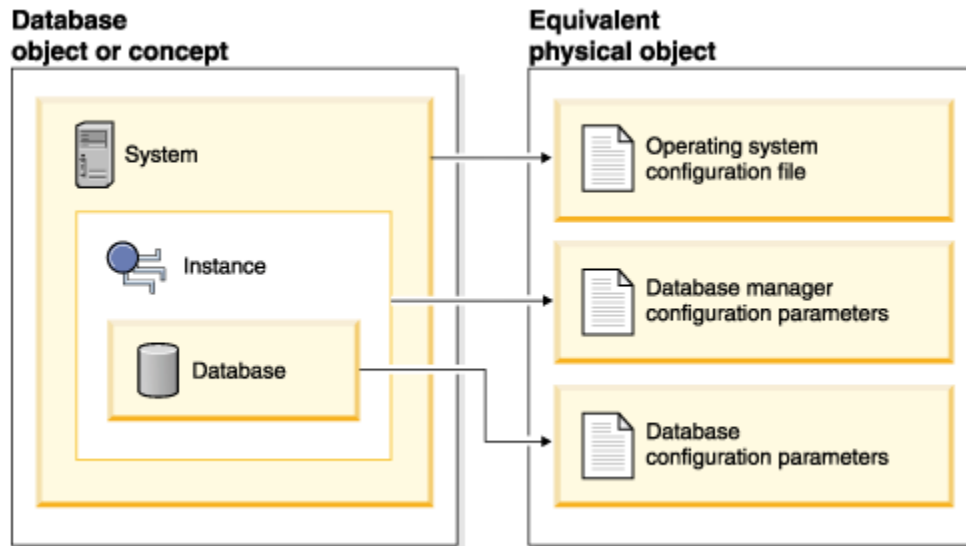 Database
object or concept
Equivalent
physical object
System
Instance
Database
Operating system
configuration file
Database manager
configuration parameters
Database
configuration parameters